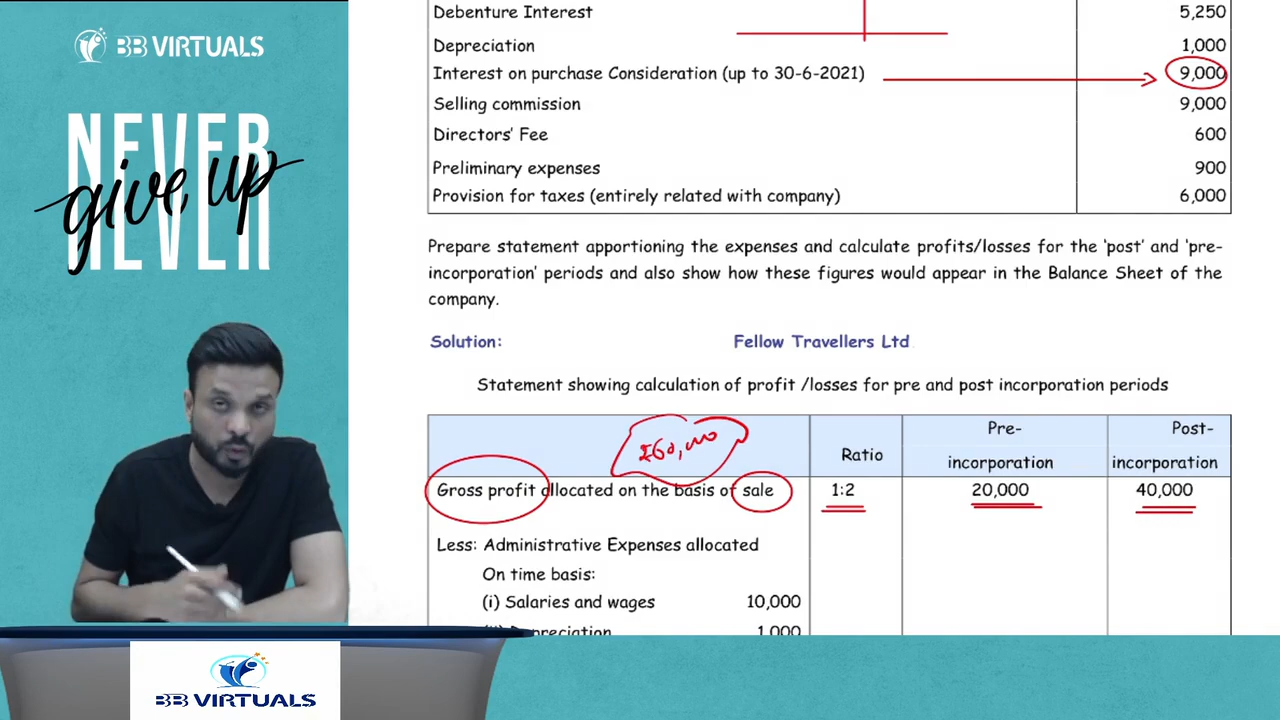 BB VIRTUALS
NEVER
give up
NEVER
Debenture Interest 5,250
Depreciation 1,000
Interest on purchase Consideration (up to 30-6-2021) 9,000
Selling commission 9,000
Directors' Fee 600
Preliminary expenses 900
Provision for taxes (entirely related with company) 6,000
Prepare statement apportioning the expenses and calculate profits/losses for the 'post' and 'pre-
incorporation' periods and also show how these figures would appear in the Balance Sheet of the
company.
Solution: Fellow Travellers Ltd
Statement showing calculation of profit /losses for pre and post incorporation periods
Ratio Pre- Post-
incorporation incorporation
Gross profit allocated on the basis of sale 1:2 20,000 40,000
Less: Administrative Expenses allocated
On time basis:
(i) Salaries and wages 10,000
Depreciation 1,000
BB VIRTUALS